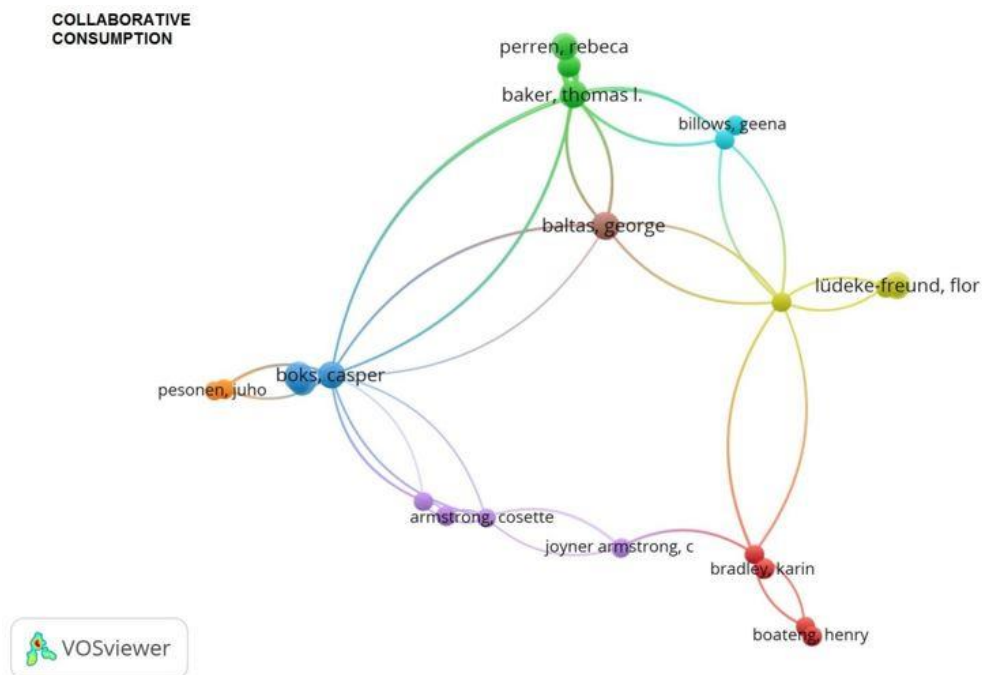 COLLABORATIVE
CONSUMPTION
perren, rebeca
baker, thomas l.
billows, geena
baltas, george
lüdeke-freund, flor
boks, casper
pesonen, juho
armstrong, cosette
joyner armstrong, c
bradley, karin
boateng, henry
VOSviewer